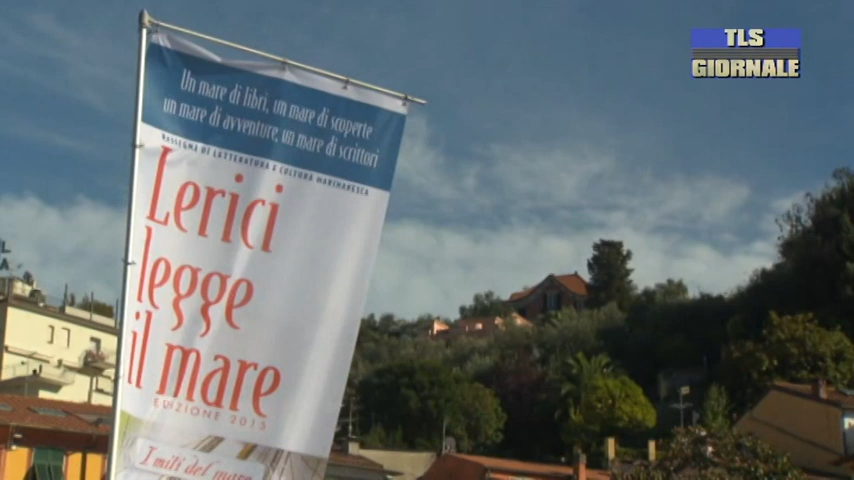 TLS
GIORNALE
Un mare di libri, un mare di scoperte
un mare di avventure, un mare di scrittori
RASSEGNA DI LETTERATURA E CULTURA MARINARESCA
Lerici
legge
il mare
EDIZIONE 2015
I miti del mare